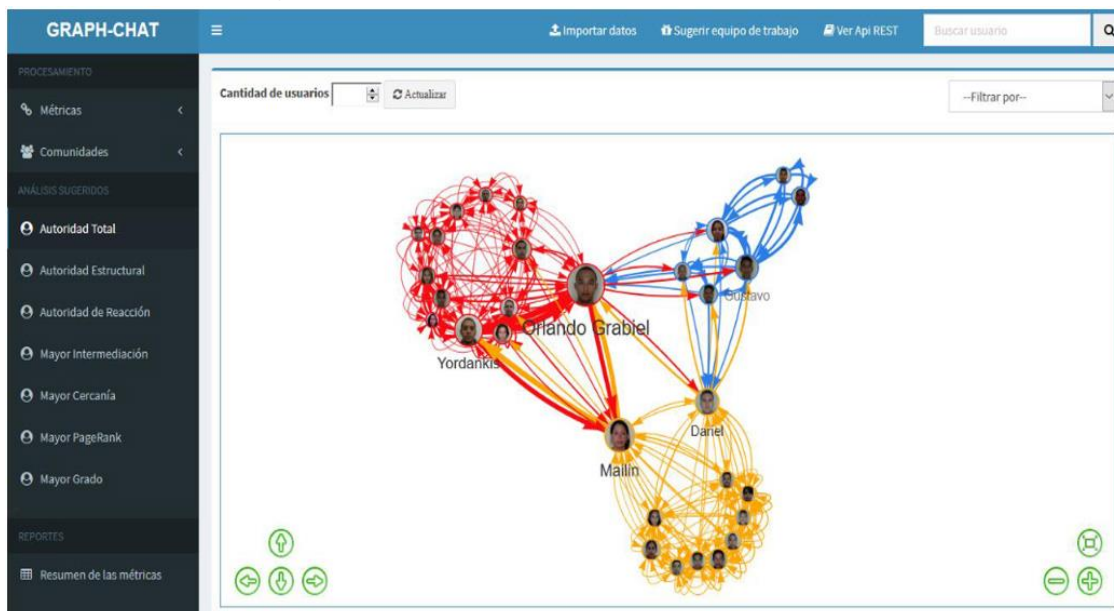 GRAPH-CHAT
Importar datos
Sugerir equipo de trabajo
Ver Api REST
Buscar usuario
PROCESAMIENTO
Métricas
Comunidades
ANÁLISIS SUGERIDOS
Autoridad Total
Autoridad Estructural
Autoridad de Reacción
Mayor Intermediación
Mayor Cercanía
Mayor PageRank
Mayor Grado
REPORTES
Resumen de las métricas
Cantidad de usuarios
Actualizar
--Filtrar por--
Gustavo
Orlando Grabiel
Yordankis
Danel
Mailín